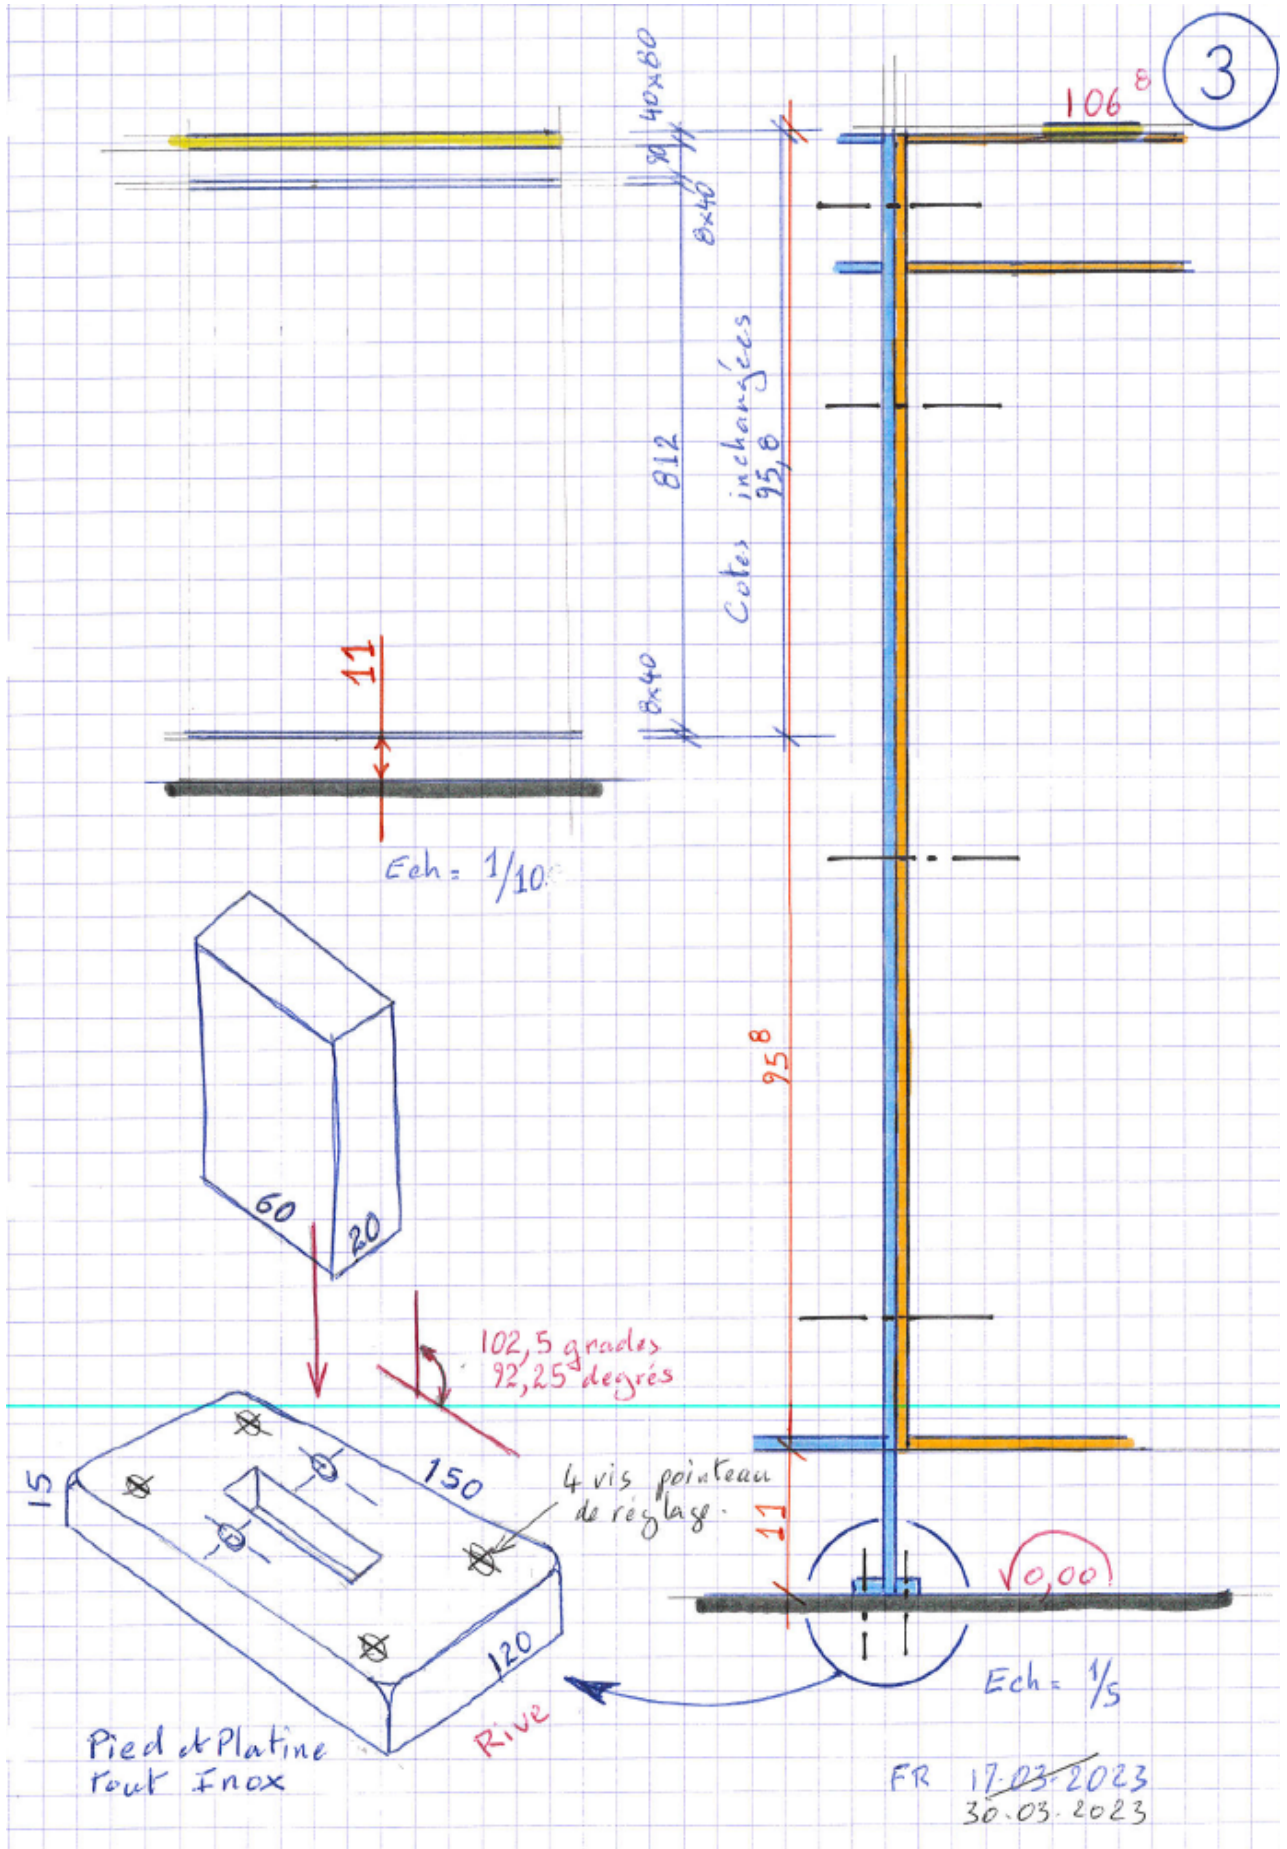 3
106 8
40x80
8x40
812
Cotes inchangées
95,8
11
8x40
Ech = 1/10
95 8
60
20
102,5 grades
92,25 degrés
15
150
4 vis pointeau
de réglage.
11
0,00
120
Rive
Ech = 1/5
Pied et Platine
tout Inox
FR 17-03-2023
30.03.2023